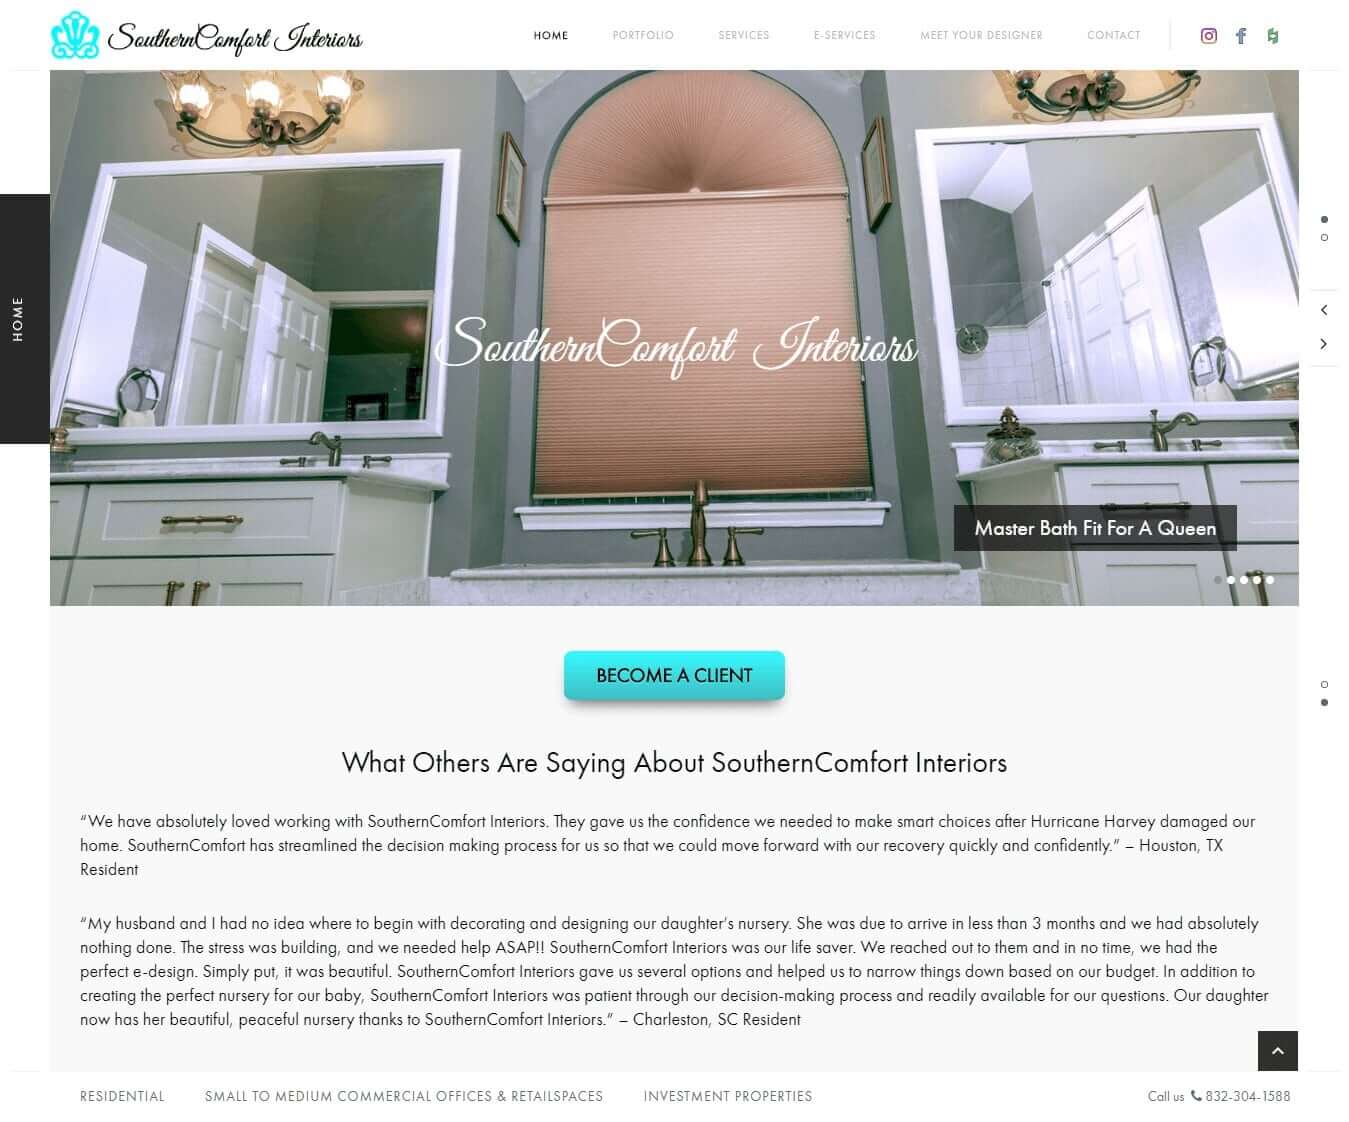 SouthernComfort Interiors
HOME
PORTFOLIO
SERVICES
E-SERVICES
MEET YOUR DESIGNER
CONTACT
HOME
SouthernComfort Interiors
Master Bath Fit For A Queen
BECOME A CLIENT
What Others Are Saying About SouthernComfort Interiors
“We have absolutely loved working with SouthernComfort Interiors. They gave us the confidence we needed to make smart choices after Hurricane Harvey damaged our
home. SouthernComfort has streamlined the decision making process for us so that we could move forward with our recovery quickly and confidently.” – Houston, TX
Resident
“My husband and I had no idea where to begin with decorating and designing our daughter’s nursery. She was due to arrive in less than 3 months and we had absolutely
nothing done. The stress was building, and we needed help ASAP!! SouthernComfort Interiors was our life saver. We reached out to them and in no time, we had the
perfect e-design. Simply put, it was beautiful. SouthernComfort Interiors gave us several options and helped us to narrow things down based on our budget. In addition to
creating the perfect nursery for our baby, SouthernComfort Interiors was patient through our decision-making process and readily available for our questions. Our daughter
now has her beautiful, peaceful nursery thanks to SouthernComfort Interiors.” – Charleston, SC Resident
RESIDENTIAL
SMALL TO MEDIUM COMMERCIAL OFFICES & RETAILSPACES
INVESTMENT PROPERTIES
Call us 832-304-1588